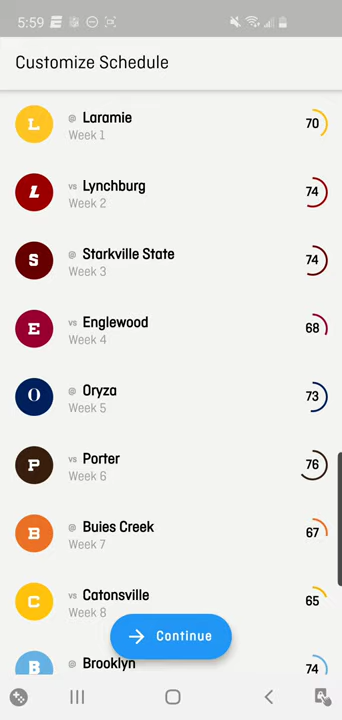 5:59
Customize Schedule
L @ Laramie 70
Week 1
L vs Lynchburg 74
Week 2
S @ Starkville State 74
Week 3
E vs Englewood 68
Week 4
O @ Oryza 73
Week 5
P vs Porter 76
Week 6
B @ Buies Creek 67
Week 7
C vs Catonsville 65
Week 8
→ Continue
B @ Brooklyn 74